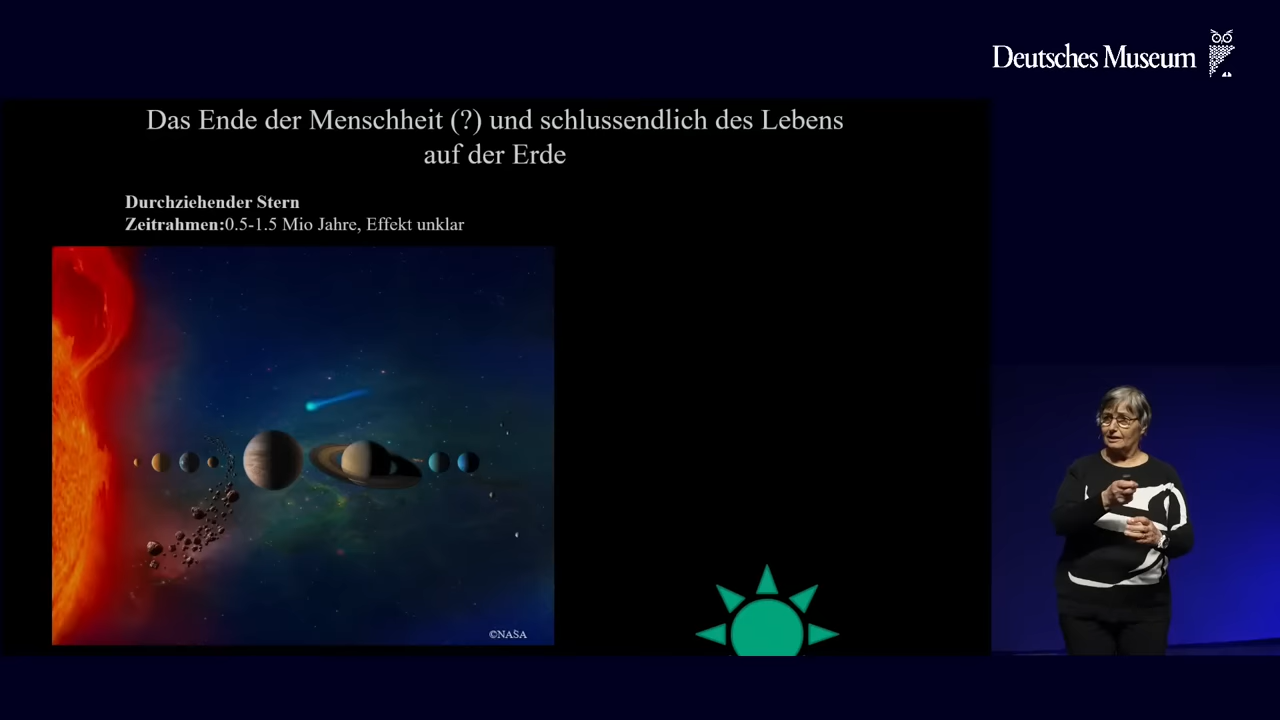 Deutsches Museum
Das Ende der Menschheit (?) und schlussendlich des Lebens
auf der Erde
Durchziehender Stern
Zeitrahmen:0.5-1.5 Mio Jahre, Effekt unklar
©NASA